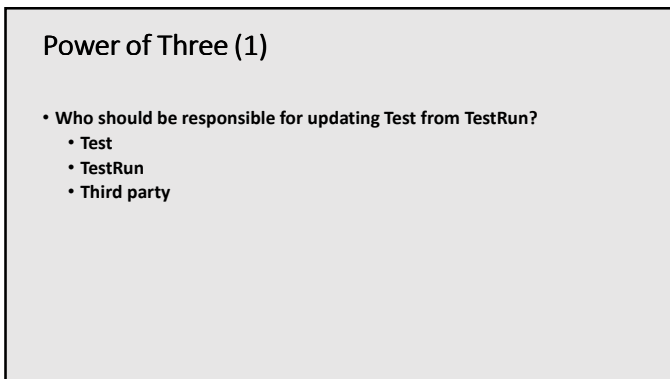 Power of Three (1)
• Who should be responsible for updating Test from TestRun?
• Test
• TestRun
• Third party